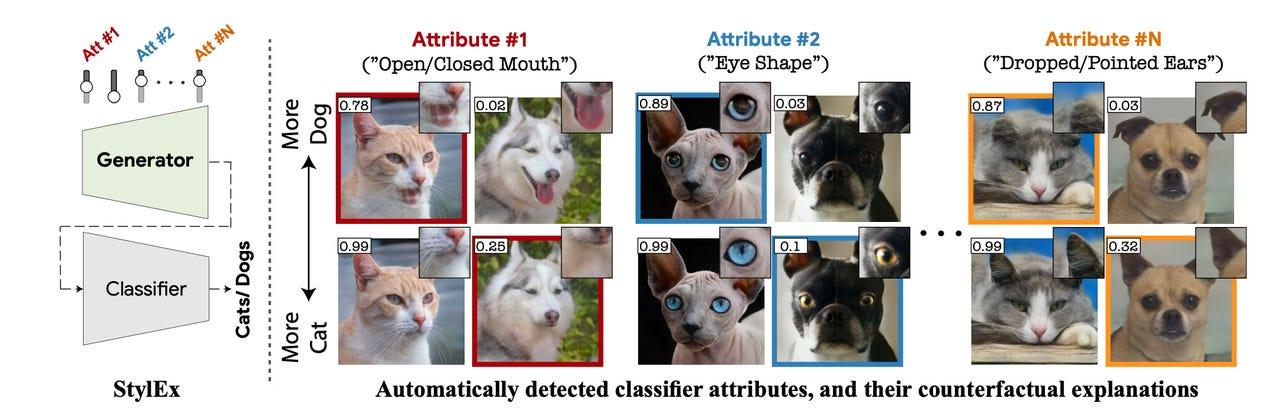 Att #1
Att #2
Att #N
Generator
Classifier
Cats/ Dogs
StylEx
More Dog
More Cat
Attribute #1
("Open/Closed Mouth")
0.78
0.02
0.99
0.25
Attribute #2
("Eye Shape")
0.89
0.03
0.99
0.1
Attribute #N
("Dropped/Pointed Ears")
0.87
0.03
0.99
0.32
Automatically detected classifier attributes, and their counterfactual explanations